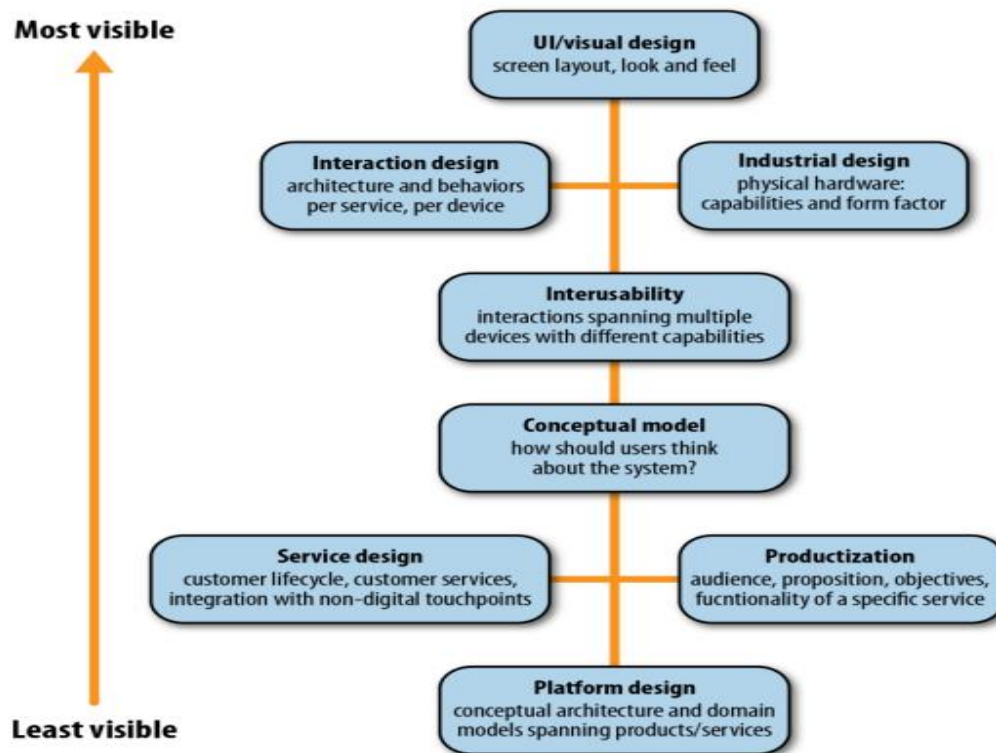 Most visible
UI/visual design
screen layout, look and feel
Interaction design
architecture and behaviors
per service, per device
Industrial design
physical hardware:
capabilities and form factor
Interusability
interactions spanning multiple
devices with different capabilities
Conceptual model
how should users think
about the system?
Service design
customer lifecycle, customer services,
integration with non-digital touchpoints
Productization
audience, proposition, objectives,
fucntionality of a specific service
Platform design
conceptual architecture and domain
models spanning products/services
Least visible